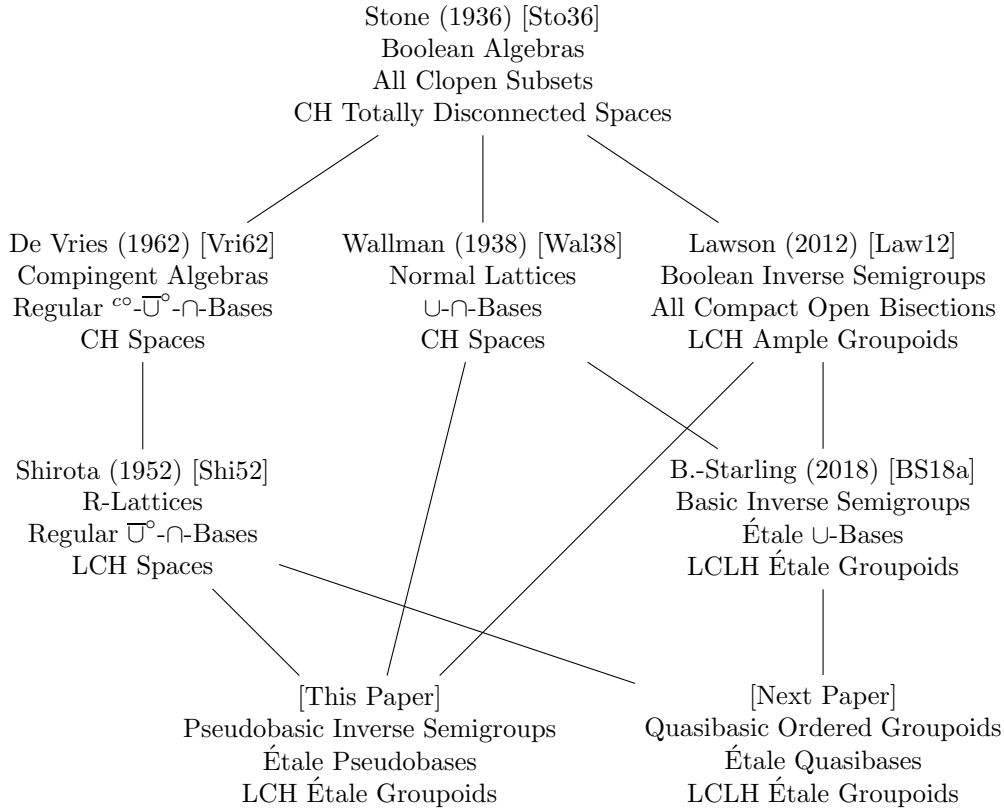 Stone (1936) [Sto36]
Boolean Algebras
All Clopen Subsets
CH Totally Disconnected Spaces
De Vries (1962) [Vri62]
Compingent Algebras
Regular ᶜ°-∪̅°-∩-Bases
CH Spaces
Wallman (1938) [Wal38]
Normal Lattices
∪-∩-Bases
CH Spaces
Lawson (2012) [Law12]
Boolean Inverse Semigroups
All Compact Open Bisections
LCH Ample Groupoids
Shirota (1952) [Shi52]
R-Lattices
Regular ∪̅°-∩-Bases
LCH Spaces
B.-Starling (2018) [BS18a]
Basic Inverse Semigroups
Étale ∪-Bases
LCLH Étale Groupoids
[This Paper]
Pseudobasic Inverse Semigroups
Étale Pseudobases
LCH Étale Groupoids
[Next Paper]
Quasibasic Ordered Groupoids
Étale Quasibases
LCLH Étale Groupoids